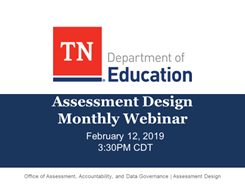 TN
Department of
Education
Assessment Design
Monthly Webinar
February 12, 2019
3:30PM CDT
Office of Assessment, Accountability, and Data Governance | Assessment Design